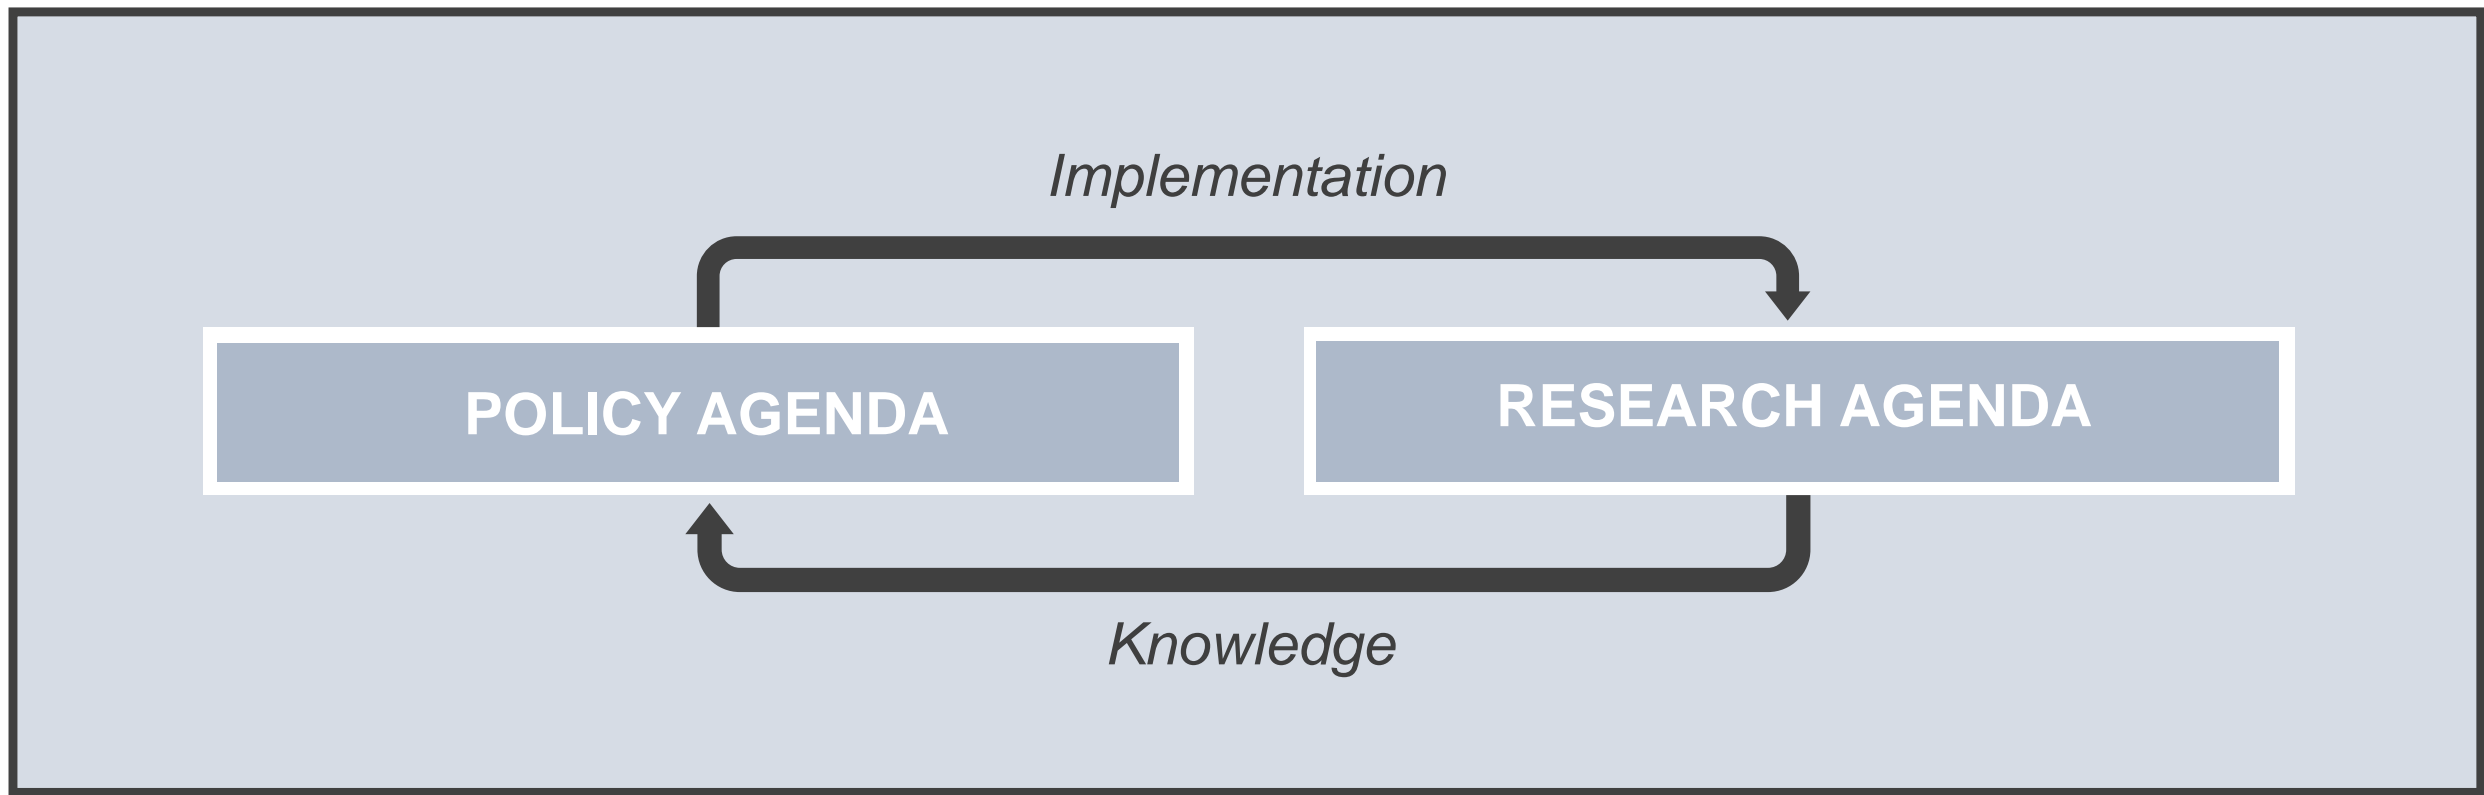 Implementation
POLICY AGENDA
RESEARCH AGENDA
Knowledge